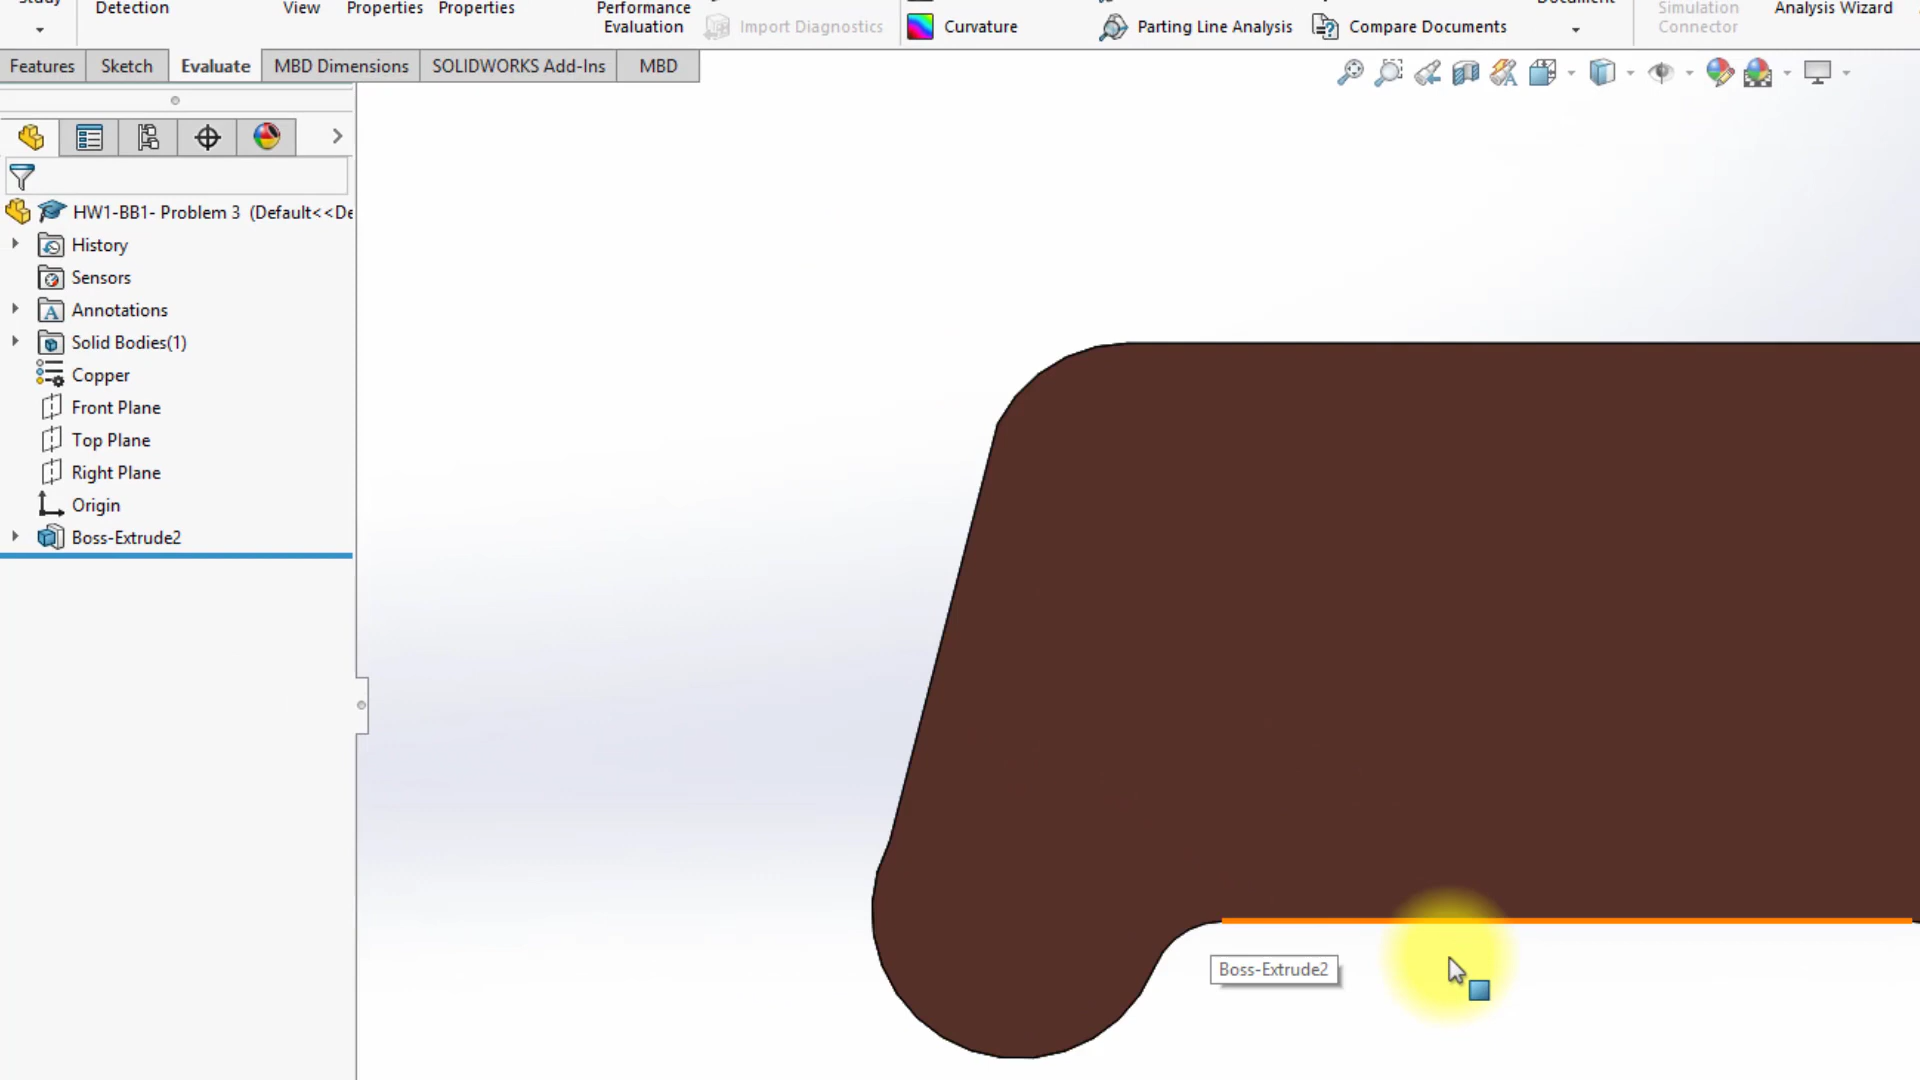 Detection
View
Properties
Properties
Performance
Evaluation
Import Diagnostics
Curvature
Parting Line Analysis
Compare Documents
Simulation
Connector
Analysis Wizard
Features
Sketch
Evaluate
MBD Dimensions
SOLIDWORKS Add-Ins
MBD
HW1-BB1- Problem 3 (Default<<De
History
Sensors
A Annotations
Solid Bodies(1)
Copper
Front Plane
Top Plane
Right Plane
Origin
Boss-Extrude2
Boss-Extrude2